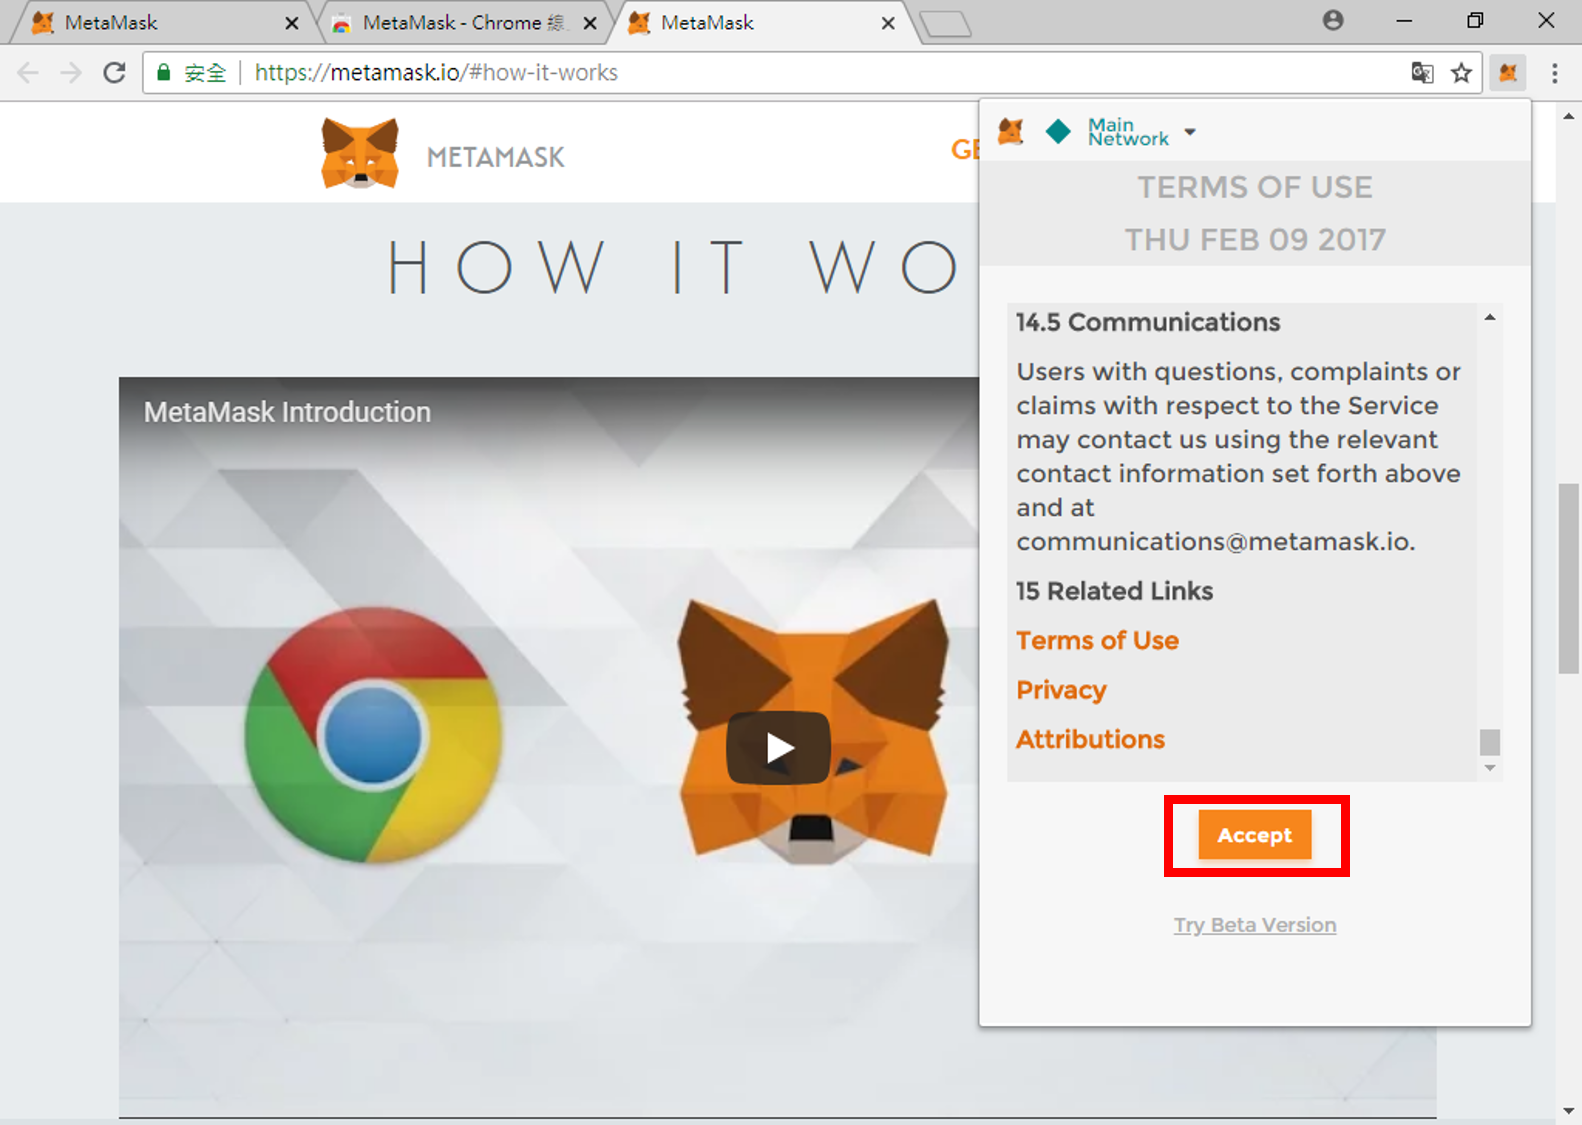 MetaMask
MetaMask - Chrome 線
MetaMask
安全
https://metamask.io/#how-it-works
METAMASK
GE
HOW IT WO
MetaMask Introduction
Main
Network
TERMS OF USE
THU FEB 09 2017
14.5 Communications
Users with questions, complaints or
claims with respect to the Service
may contact us using the relevant
contact information set forth above
and at
communications@metamask.io.
15 Related Links
Terms of Use
Privacy
Attributions
Accept
Try Beta Version